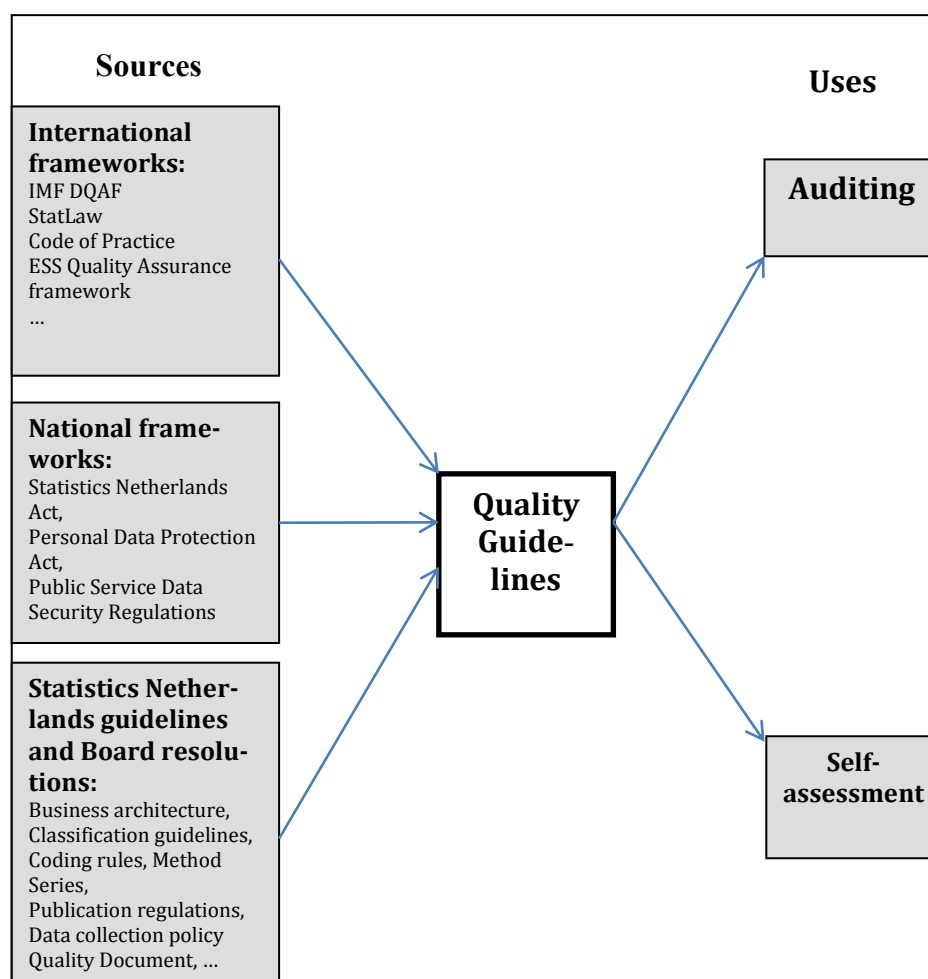 Sources
International
frameworks:
IMF DQAF
StatLaw
Code of Practice
ESS Quality Assurance
framework
…
National frame-
works:
Statistics Netherlands
Act,
Personal Data Protection
Act,
Public Service Data
Security Regulations
Statistics Nether-
lands guidelines
and Board resolu-
tions:
Business architecture,
Classification guidelines,
Coding rules, Method
Series,
Publication regulations,
Data collection policy
Quality Document, …
Quality
Guide-
lines
Uses
Auditing
Self-
assessment